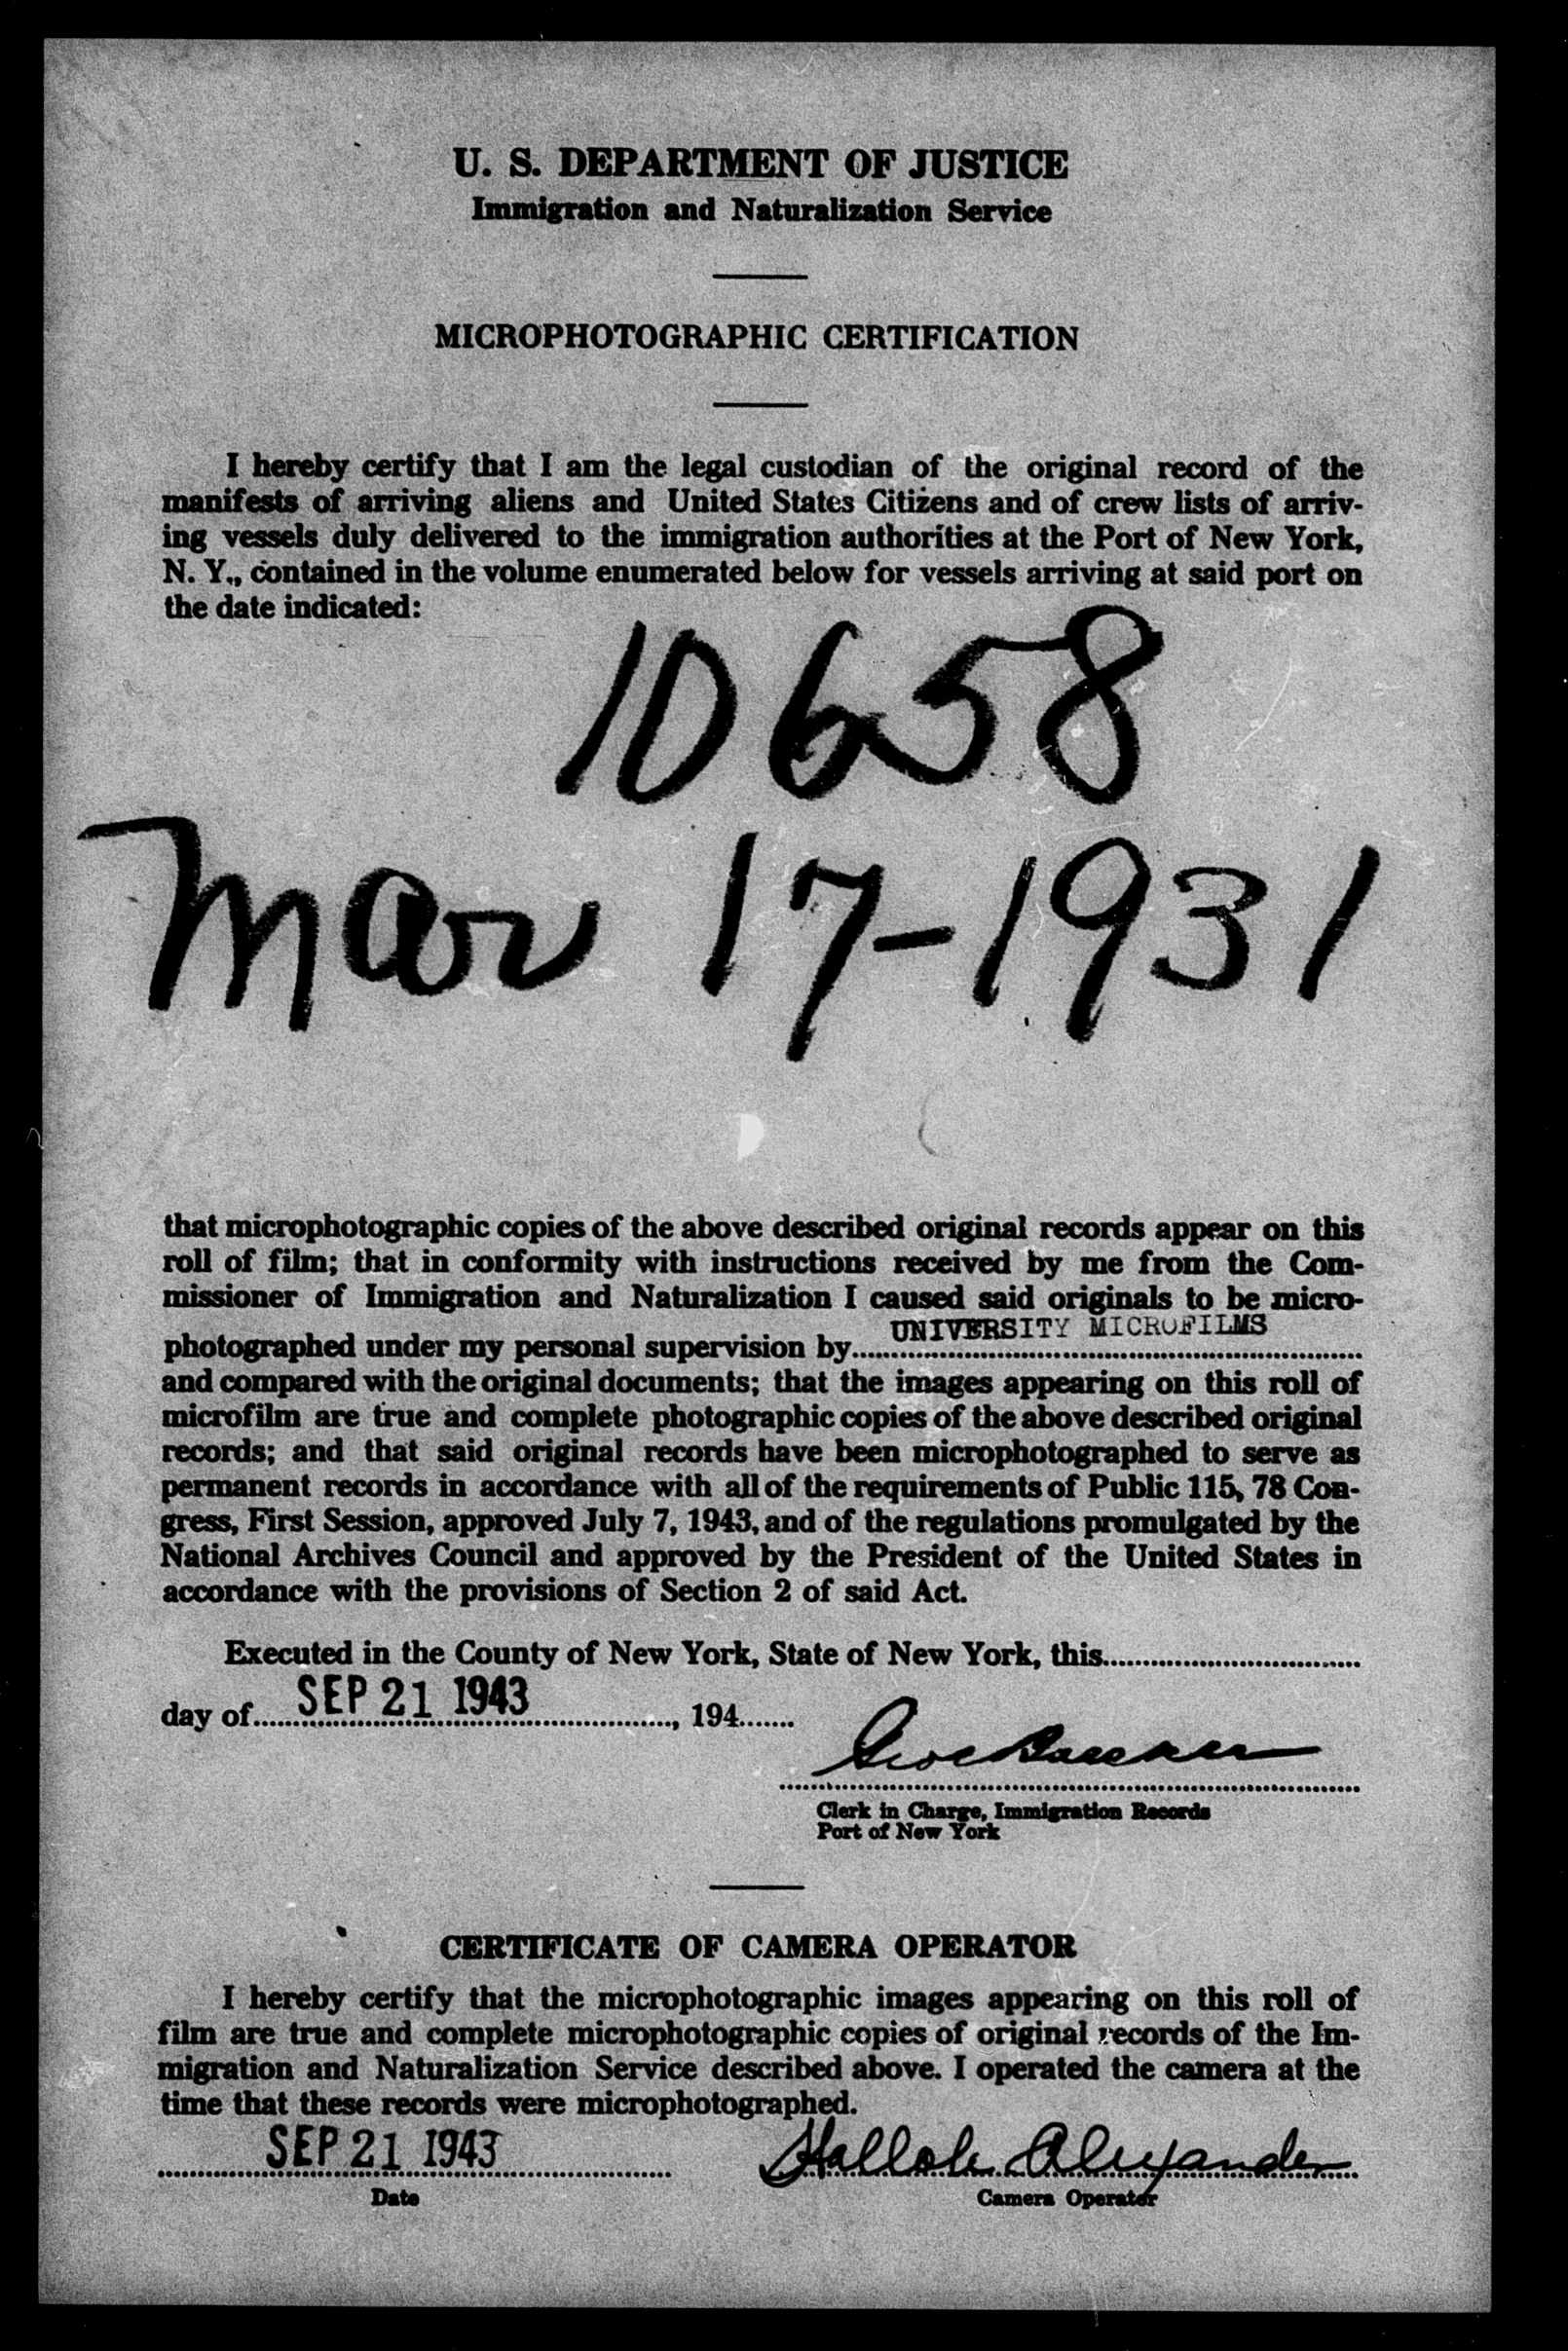 U. S. DEPARTMENT OF JUSTICE
Immigration and Naturalization Service
MICROPHOTOGRAPHIC CERTIFICATION
I hereby certify that I am the legal custodian of the original record of the
manifests of arriving aliens and United States Citizens and of crew lists of arriv-
ing vessels duly delivered to the immigration authorities at the Port of New York,
N. Y., contained in the volume enumerated below for vessels arriving at said port on
the date indicated:
10658
Mar 17-1931
that microphotographic copies of the above described original records appear on this
roll of film; that in conformity with instructions received by me from the Com-
missioner of Immigration and Naturalization I caused said originals to be micro-
photographed under my personal supervision by UNIVERSITY MICROFILMS
and compared with the original documents; that the images appearing on this roll of
microfilm are true and complete photographic copies of the above described original
records; and that said original records have been microphotographed to serve as
permanent records in accordance with all of the requirements of Public 115, 78 Con-
gress, First Session, approved July 7, 1943, and of the regulations promulgated by the
National Archives Council and approved by the President of the United States in
accordance with the provisions of Section 2 of said Act.
Executed in the County of New York, State of New York, this
day of SEP 21 1943, 194
Clerk in Charge, Immigration Records
Port of New York
CERTIFICATE OF CAMERA OPERATOR
I hereby certify that the microphotographic images appearing on this roll of
film are true and complete microphotographic copies of original records of the Im-
migration and Naturalization Service described above. I operated the camera at the
time that these records were microphotographed.
SEP 21 1943 Alexander
Date Camera Operator